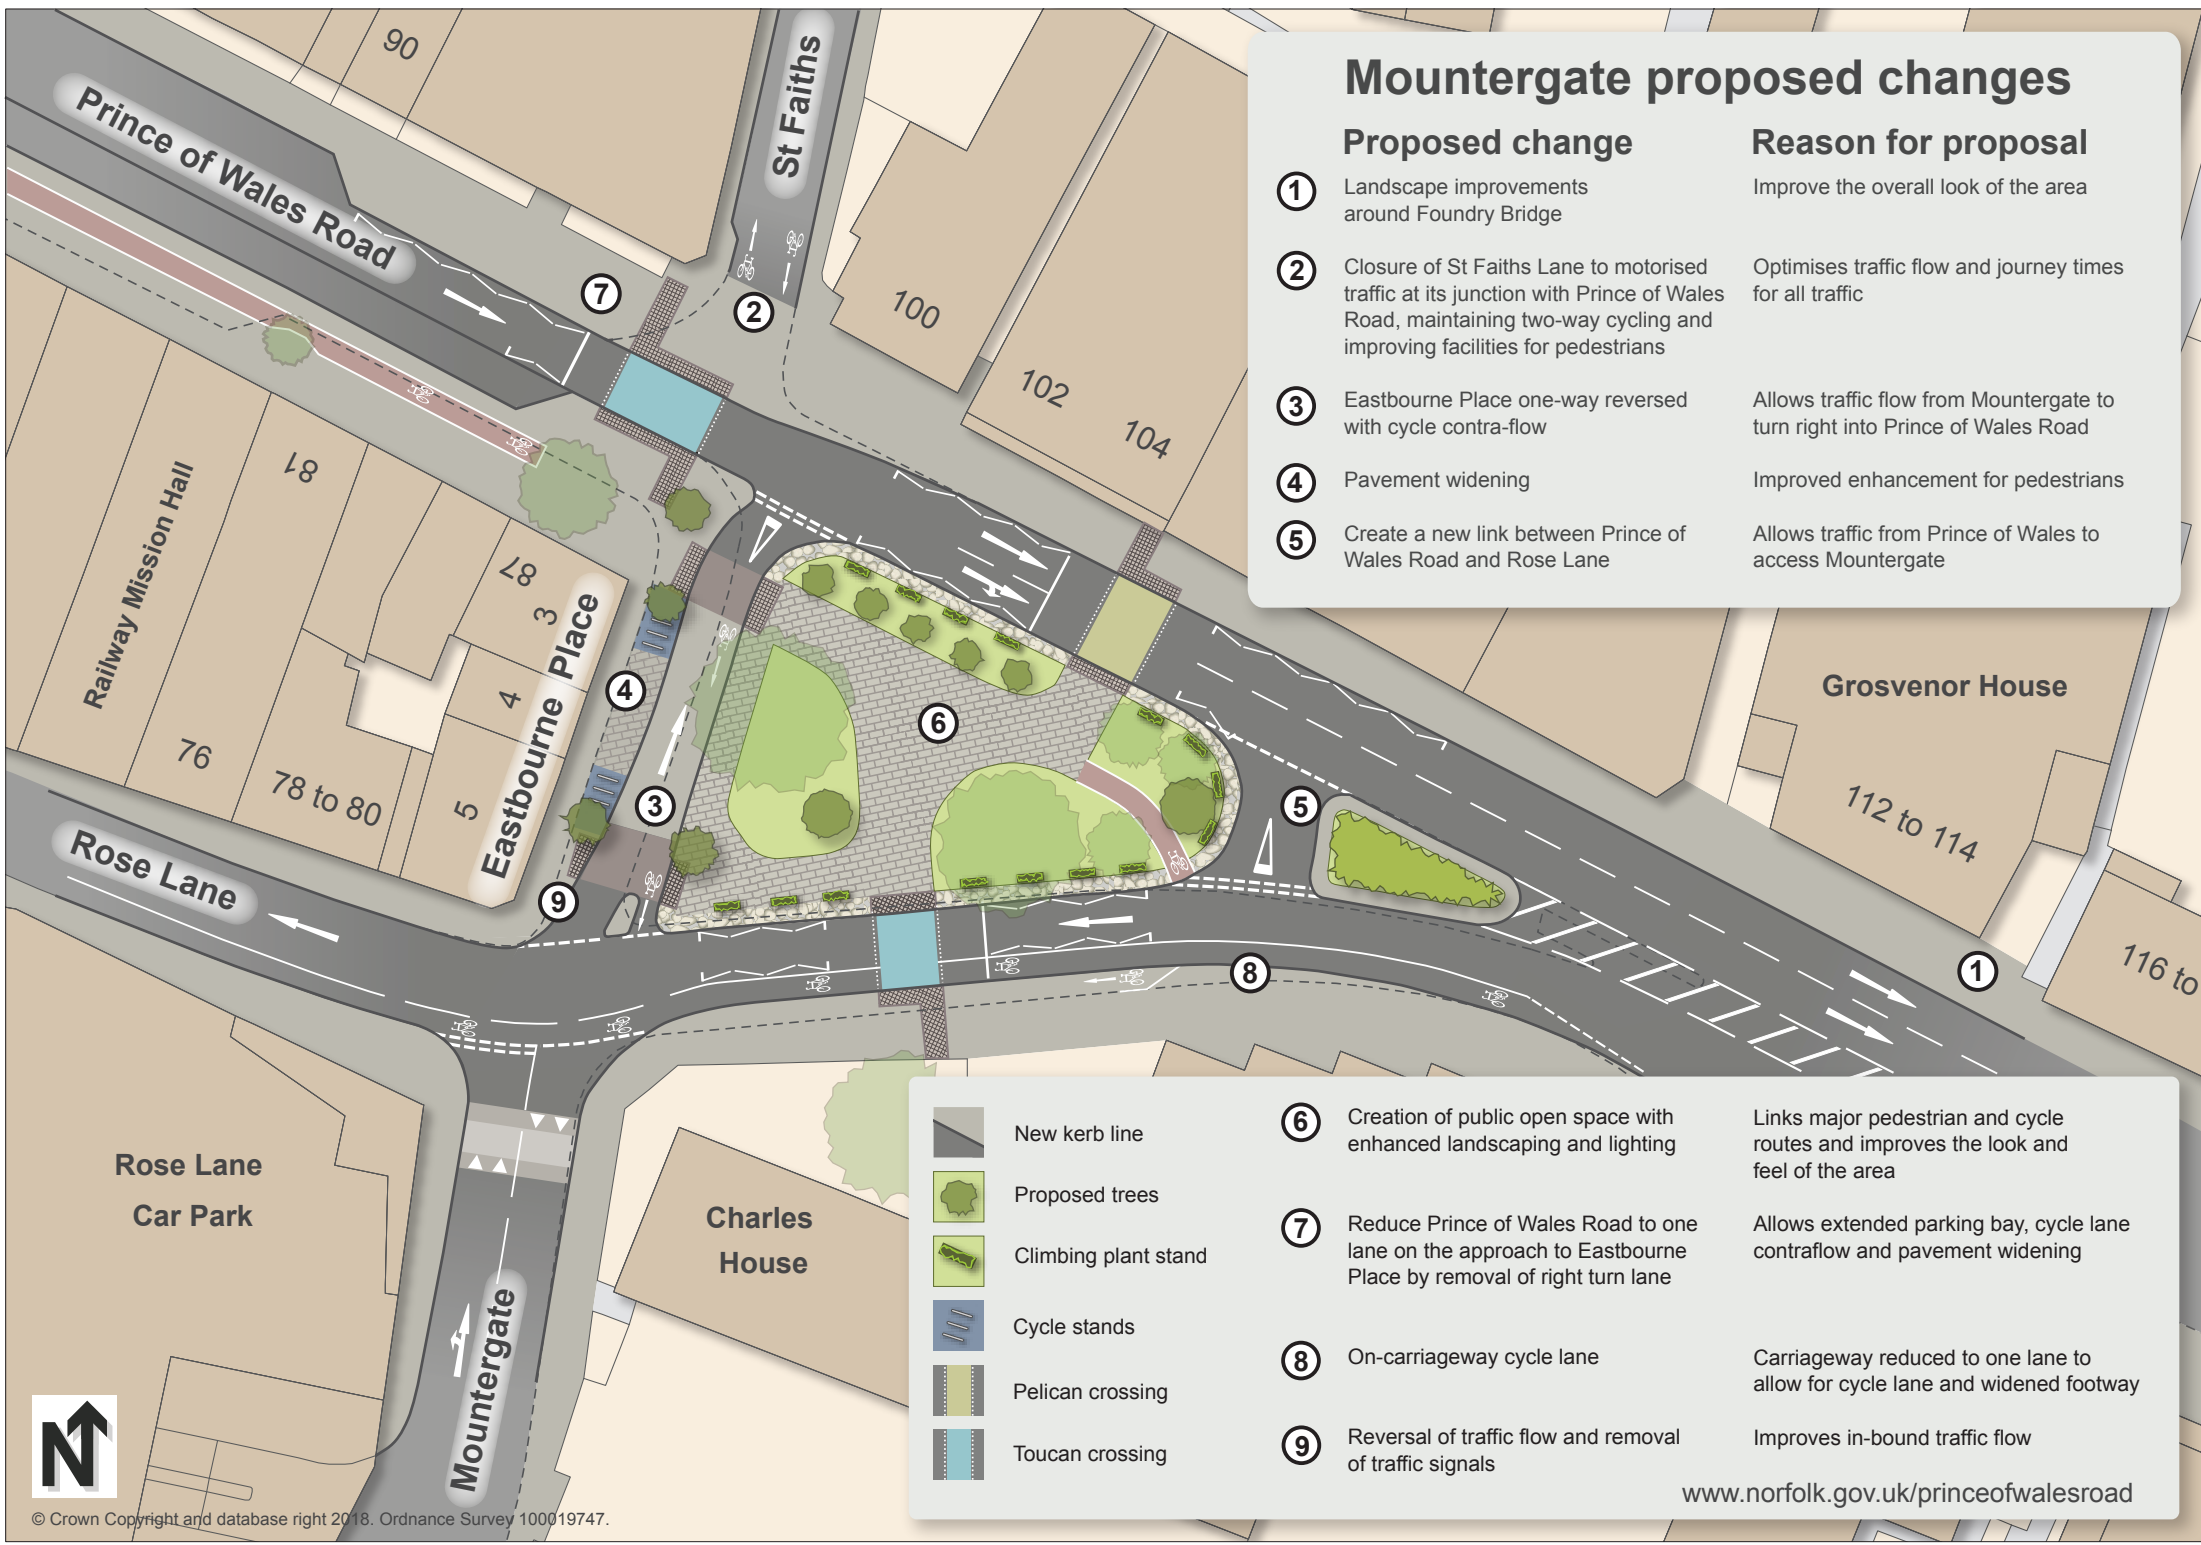 Mountergate proposed changes
Proposed change
Reason for proposal
1
Landscape improvements
around Foundry Bridge
Improve the overall look of the area
2
Closure of St Faiths Lane to motorised
traffic at its junction with Prince of Wales
Road, maintaining two-way cycling and
improving facilities for pedestrians
Optimises traffic flow and journey times
for all traffic
3
Eastbourne Place one-way reversed
with cycle contra-flow
Allows traffic flow from Mountergate to
turn right into Prince of Wales Road
4
Pavement widening
Improved enhancement for pedestrians
5
Create a new link between Prince of
Wales Road and Rose Lane
Allows traffic from Prince of Wales to
access Mountergate
90
Prince of Wales Road
St Faiths
7
2
100
102
104
Railway Mission Hall
81
87
3
4
5
Eastbourne Place
76
78 to 80
4
3
6
5
Grosvenor House
112 to 114
116 to
1
Rose Lane
9
8
Rose Lane
Car Park
Charles
House
Mountergate
N
© Crown Copyright and database right 2018. Ordnance Survey 100019747.
New kerb line
Proposed trees
Climbing plant stand
Cycle stands
Pelican crossing
Toucan crossing
6
Creation of public open space with
enhanced landscaping and lighting
Links major pedestrian and cycle
routes and improves the look and
feel of the area
7
Reduce Prince of Wales Road to one
lane on the approach to Eastbourne
Place by removal of right turn lane
Allows extended parking bay, cycle lane
contraflow and pavement widening
8
On-carriageway cycle lane
Carriageway reduced to one lane to
allow for cycle lane and widened footway
9
Reversal of traffic flow and removal
of traffic signals
Improves in-bound traffic flow
www.norfolk.gov.uk/princeofwalesroad